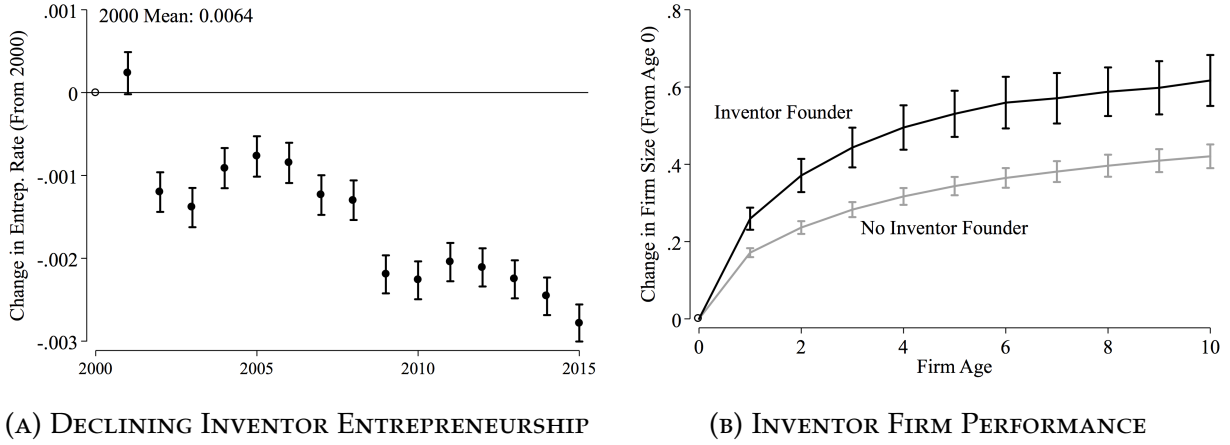 2000 Mean: 0.0064
Change in Entrep. Rate (From 2000)
.001
0
-.001
-.002
-.003
2000
2005
2010
2015
(A) Declining Inventor Entrepreneurship
Change in Firm Size (From Age 0)
.8
.6
.4
.2
0
Inventor Founder
No Inventor Founder
0
2
4
6
8
10
Firm Age
(B) Inventor Firm Performance